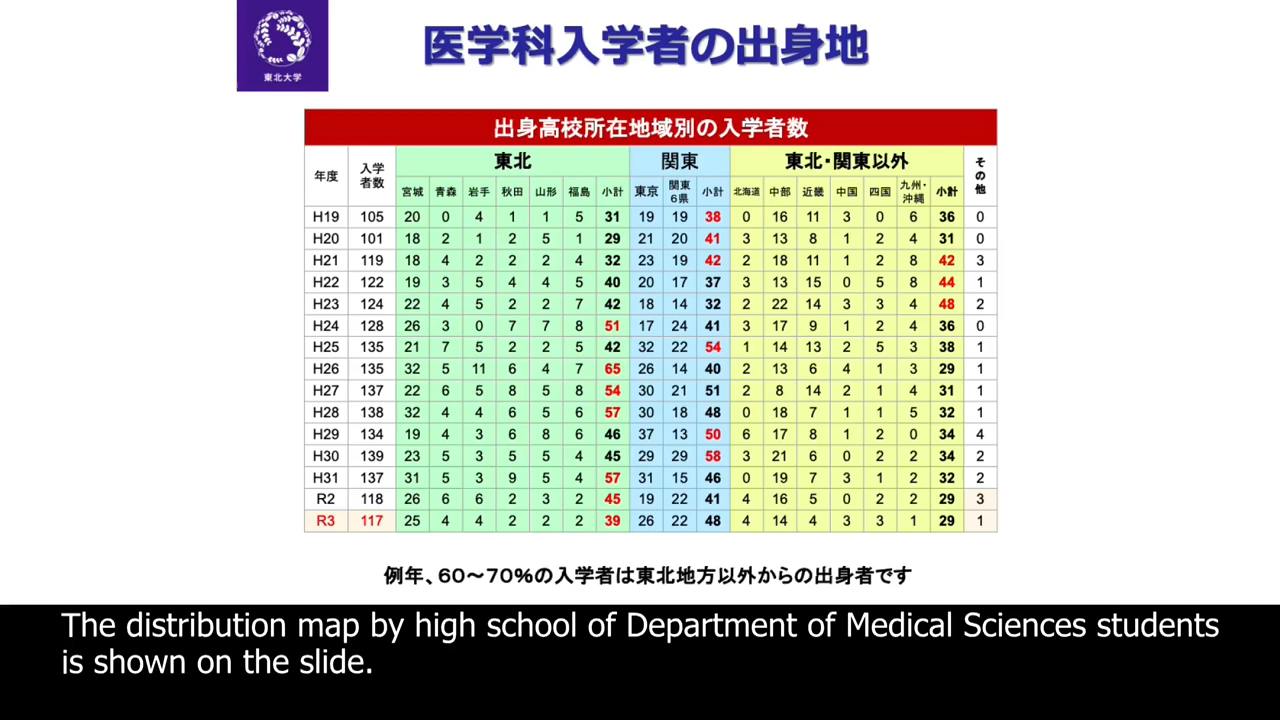 東北大学
医学科入学者の出身地
出身高校所在地域別の入学者数
年度 入学者数 東北 関東 東北・関東以外 その他
宮城 青森 岩手 秋田 山形 福島 小計 東京 関東6県 小計 北海道 中部 近畿 中国 四国 九州・沖縄 小計
H19 105 20 0 4 1 1 5 31 19 19 38 0 16 11 3 0 6 36 0
H20 101 18 2 1 2 5 1 29 21 20 41 3 13 8 1 2 4 31 0
H21 119 18 4 2 2 2 4 32 23 19 42 2 18 11 1 2 8 42 3
H22 122 19 3 5 4 4 5 40 20 17 37 3 13 15 0 5 8 44 1
H23 124 22 4 5 2 2 7 42 18 14 32 2 22 14 3 3 4 48 2
H24 128 26 3 0 7 7 8 51 17 24 41 3 17 9 1 2 4 36 0
H25 135 21 7 5 2 2 5 42 32 22 54 1 14 13 2 5 3 38 1
H26 135 32 5 11 6 4 7 65 26 14 40 2 13 6 4 1 3 29 1
H27 137 22 6 5 8 5 8 54 30 21 51 2 8 14 2 1 4 31 1
H28 138 32 4 4 6 5 6 57 30 18 48 0 18 7 1 1 5 32 1
H29 134 19 4 3 6 8 6 46 37 13 50 6 17 8 1 2 0 34 4
H30 139 23 5 3 5 5 4 45 29 29 58 3 21 6 0 2 2 34 2
H31 137 31 5 3 9 5 4 57 31 15 46 0 19 7 3 1 2 32 2
R2 118 26 6 6 2 3 2 45 19 22 41 4 16 5 0 2 2 29 3
R3 117 25 4 4 2 2 2 39 26 22 48 4 14 4 3 3 1 29 1
例年、60～70%の入学者は東北地方以外からの出身者です
The distribution map by high school of Department of Medical Sciences students
is shown on the slide.